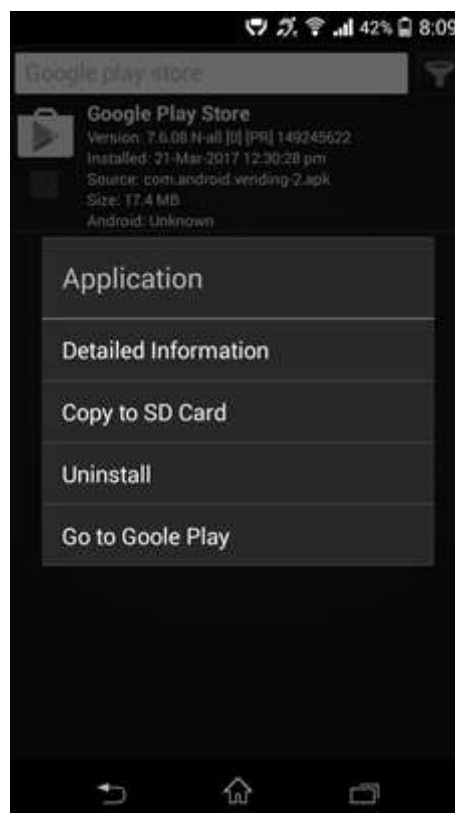 42% 8:09
Google play store
Google Play Store
Version: 7.6.08.N-all [0] [PR] 149245622
Installed: 21-Mar-2017 12:30:28 pm
Source: com.android.vending-2.apk
Size: 17.4 MB
Android: Unknown
Application
Detailed Information
Copy to SD Card
Uninstall
Go to Goole Play